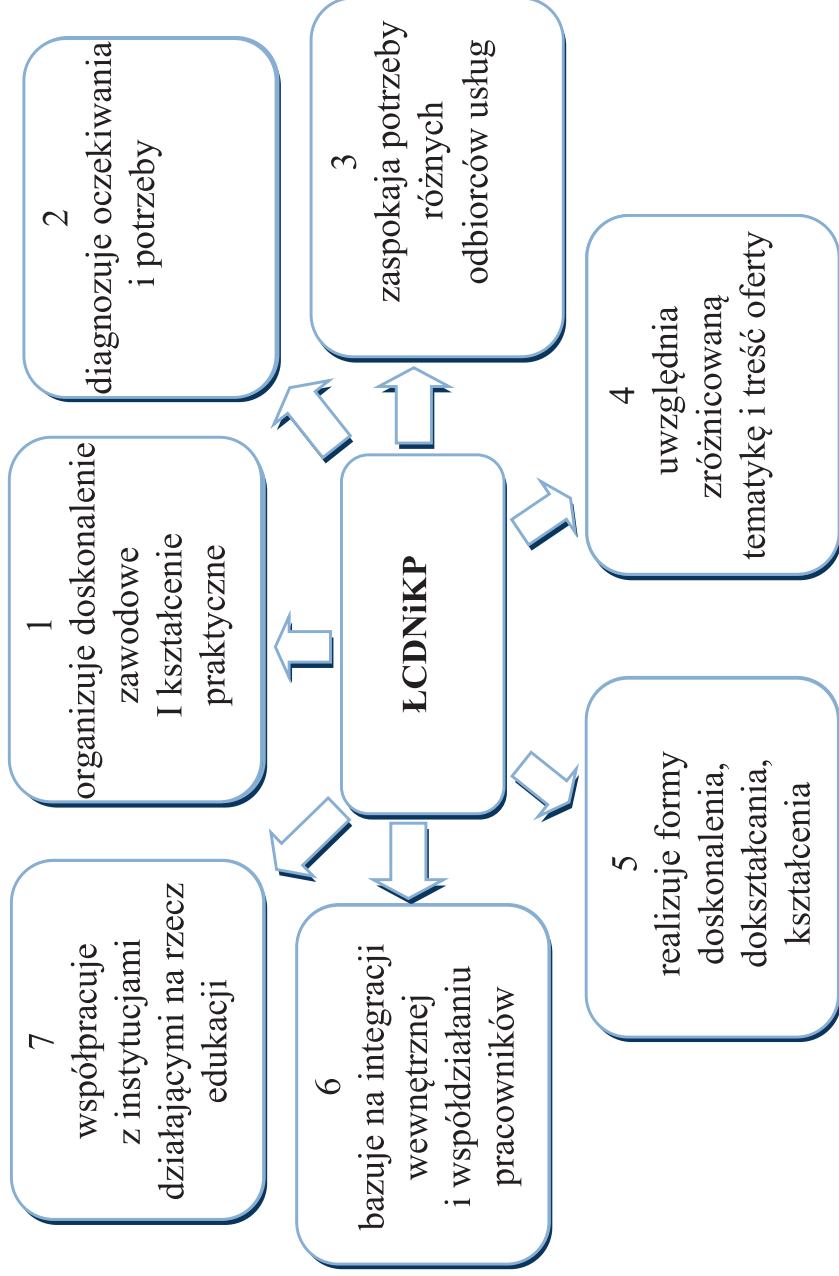 1
organizuje doskonalenie
zawodowe
I kształcenie
praktyczne
2
diagnozuje oczekiwania
i potrzeby
3
zaspokaja potrzeby
różnych
odbiorców usług
4
uwzględnia
zróżnicowaną
tematykę i treść oferty
5
realizuje formy
doskonalenia,
dokształcania,
kształcenia
6
bazuje na integracji
wewnętrznej
i współdziałaniu
pracowników
7
współpracuje
z instytucjami
działającymi na rzecz
edukacji
ŁCDNiKP